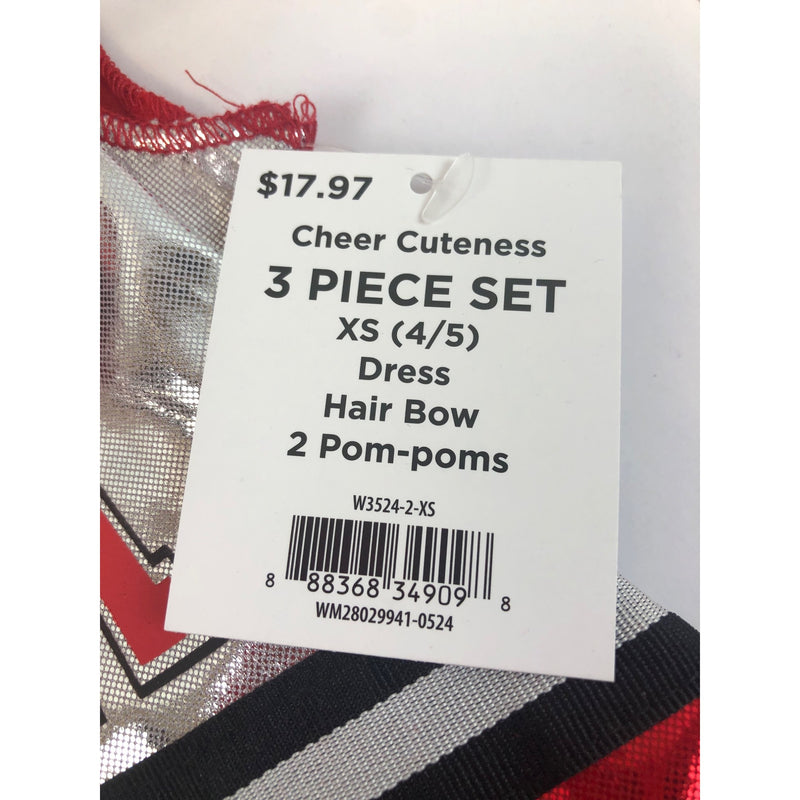 $17.97
Cheer Cuteness
3 PIECE SET
XS (4/5)
Dress
Hair Bow
2 Pom-poms
W3524-2-XS
8 88368 34909 8
WM28029941-0524